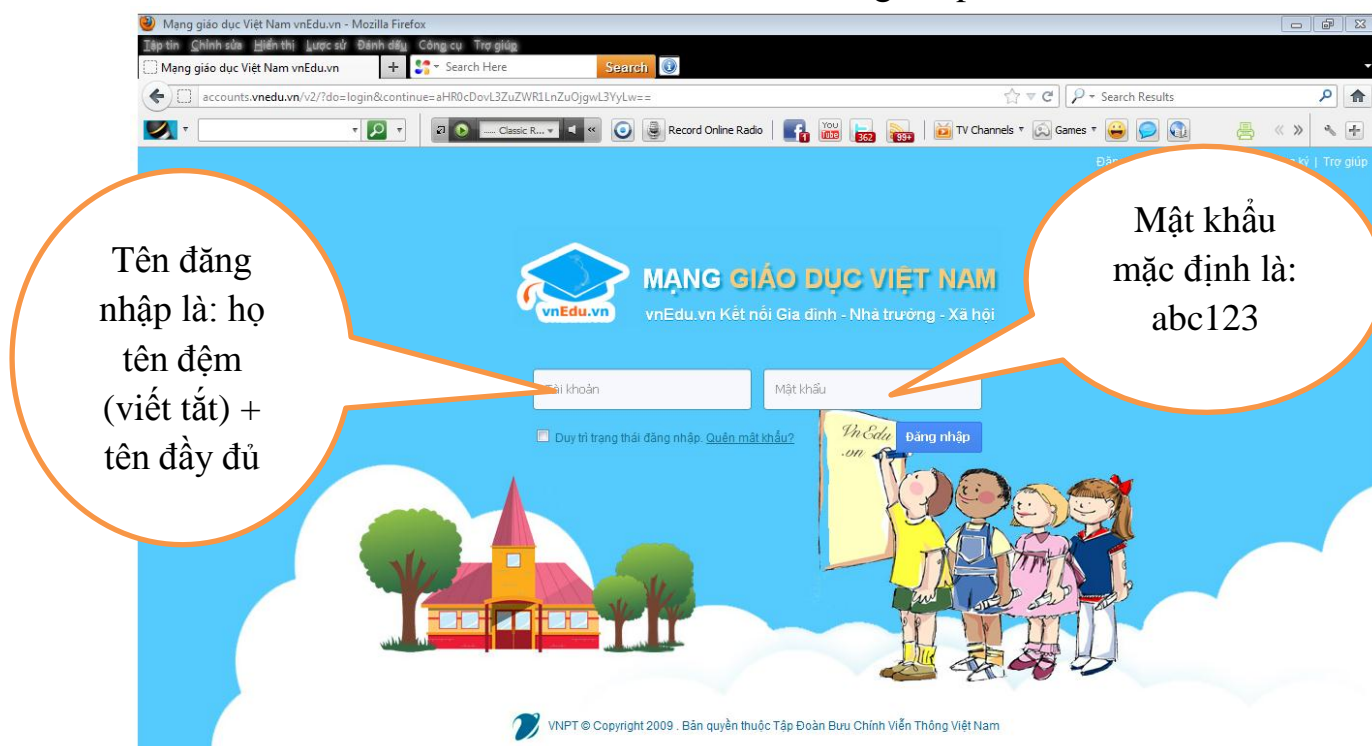 Mạng giáo dục Việt Nam vnEdu.vn - Mozilla Firefox
Tập tin Chỉnh sửa Hiển thị Lược sử Đánh dấu Công cụ Trợ giúp
Mạng giáo dục Việt Nam vnEdu.vn + Search Here Search
accounts.vnedu.vn/v2/?do=login&continue=aHR0cDovL3ZuZWR1LnZuOjgwL3YyLw== Search Results
..... Classic R... Record Online Radio 1 You Tube 362 99+ TV Channels Games
| Trợ giúp
Tên đăng
nhập là: họ
tên đệm
(viết tắt) +
tên đầy đủ
Mật khẩu
mặc định là:
abc123
vnEdu.vn
MẠNG GIÁO DỤC VIỆT NAM
vnEdu.vn Kết nối Gia đình - Nhà trường - Xã hội
Tài khoản
Mật khẩu
Duy trì trạng thái đăng nhập. Quên mật khẩu?
Đăng nhập
VnEdu
.vn
VNPT © Copyright 2009 . Bản quyền thuộc Tập Đoàn Bưu Chính Viễn Thông Việt Nam